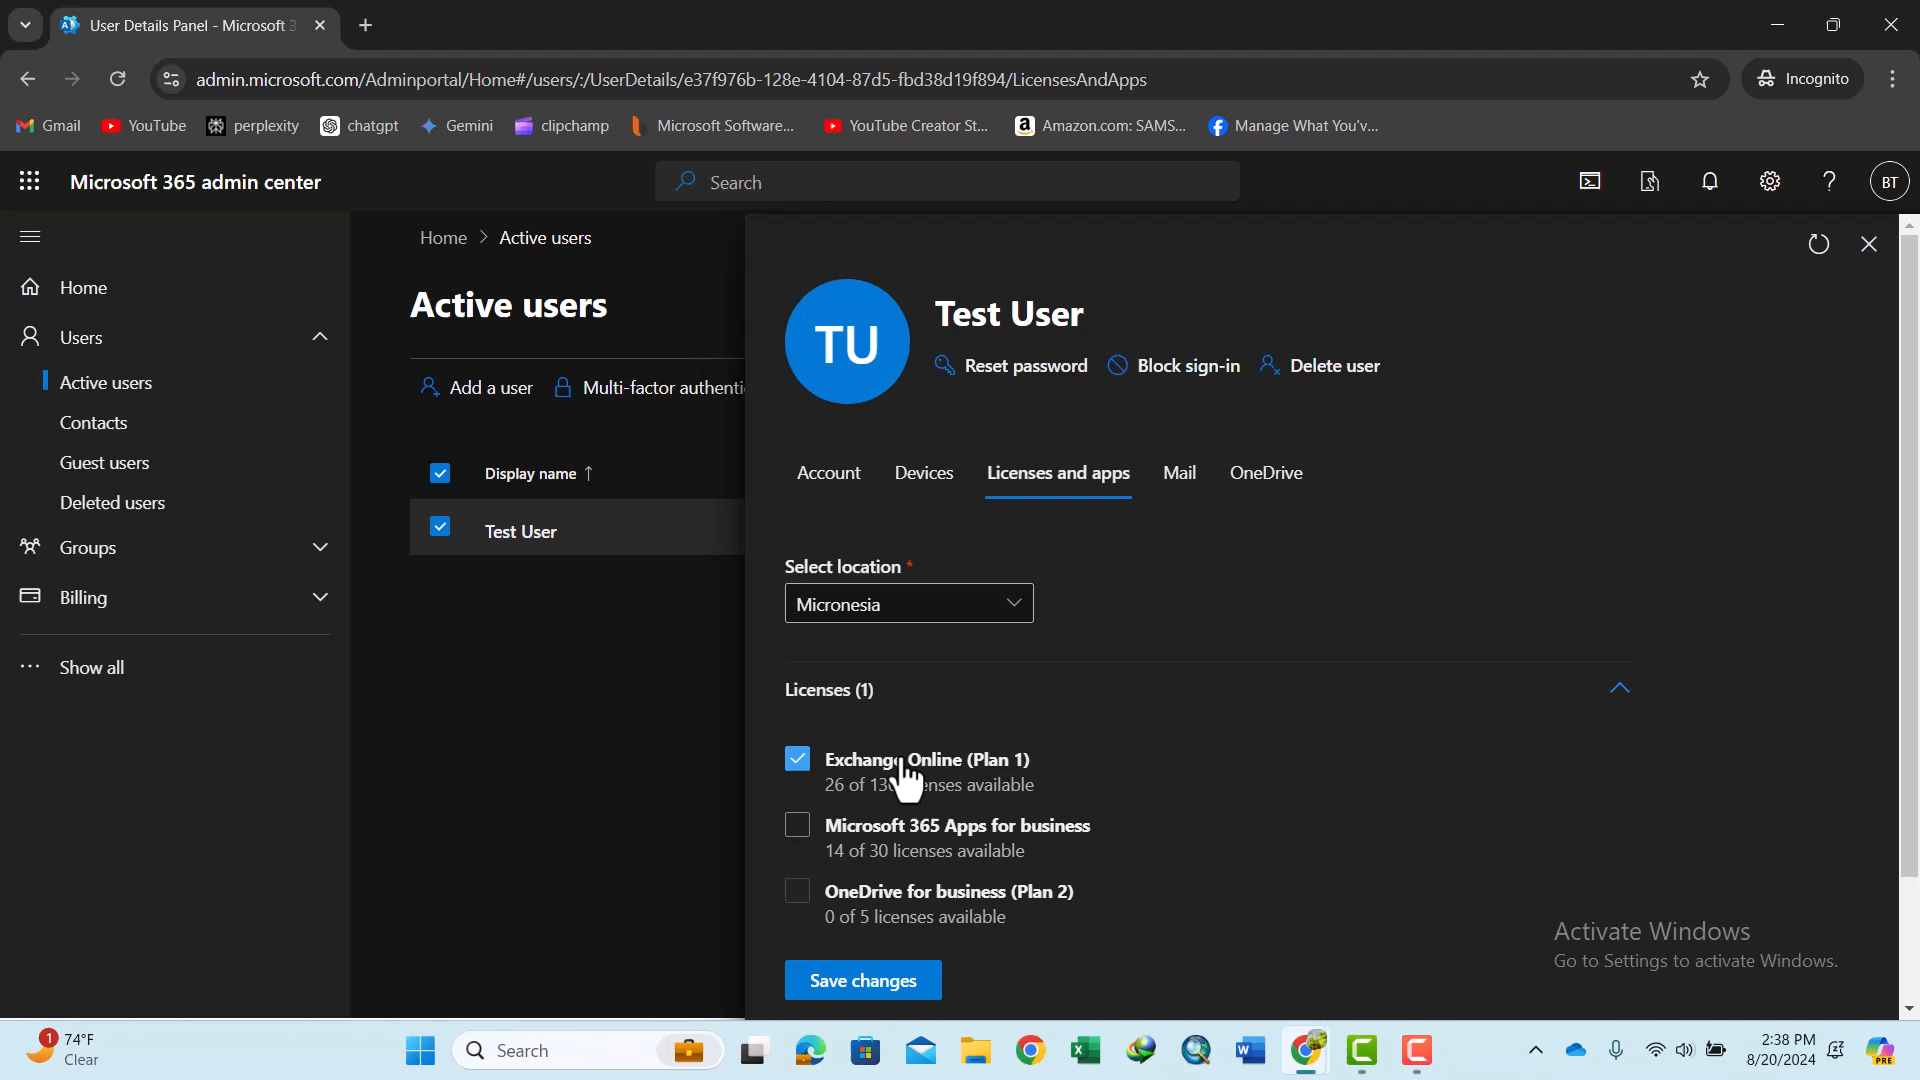 User Details Panel - Microsoft 3
admin.microsoft.com/Adminportal/Home#/users/:/UserDetails/e37f976b-128e-4104-87d5-fbd38d19f894/LicensesAndApps
Incognito
Gmail
YouTube
perplexity
chatgpt
Gemini
clipchamp
Microsoft Software...
YouTube Creator St...
Amazon.com: SAMS...
Manage What You'v...
Microsoft 365 admin center
Search
BT
Home
Users
Active users
Contacts
Guest users
Deleted users
Groups
Billing
Show all
Home > Active users
Active users
Add a user
Multi-factor authenti
Display name ↑
Test User
TU
Test User
Reset password
Block sign-in
Delete user
Account
Devices
Licenses and apps
Mail
OneDrive
Select location *
Micronesia
Licenses (1)
Exchange Online (Plan 1)
26 of available
Microsoft 365 Apps for business
14 of 30 licenses available
OneDrive for business (Plan 2)
0 of 5 licenses available
Save changes
Activate Windows
Go to Settings to activate Windows.
1
74°F
Clear
Search
2:38 PM
8/20/2024
PRE